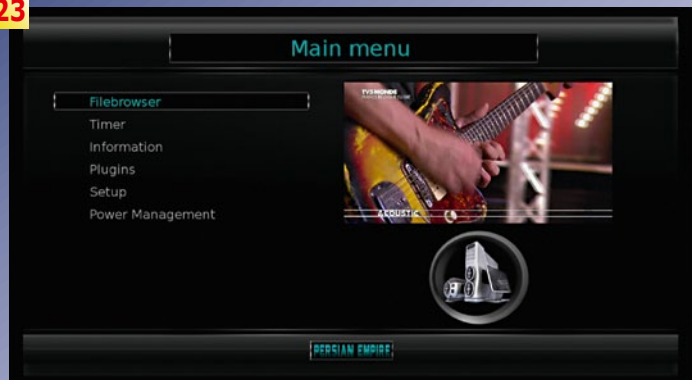 23
Main menu
Filebrowser
TV5MONDE
Timer
Information
Plugins
Setup
Power Management
ACOUSTIC
PERSIAN EMPIRE